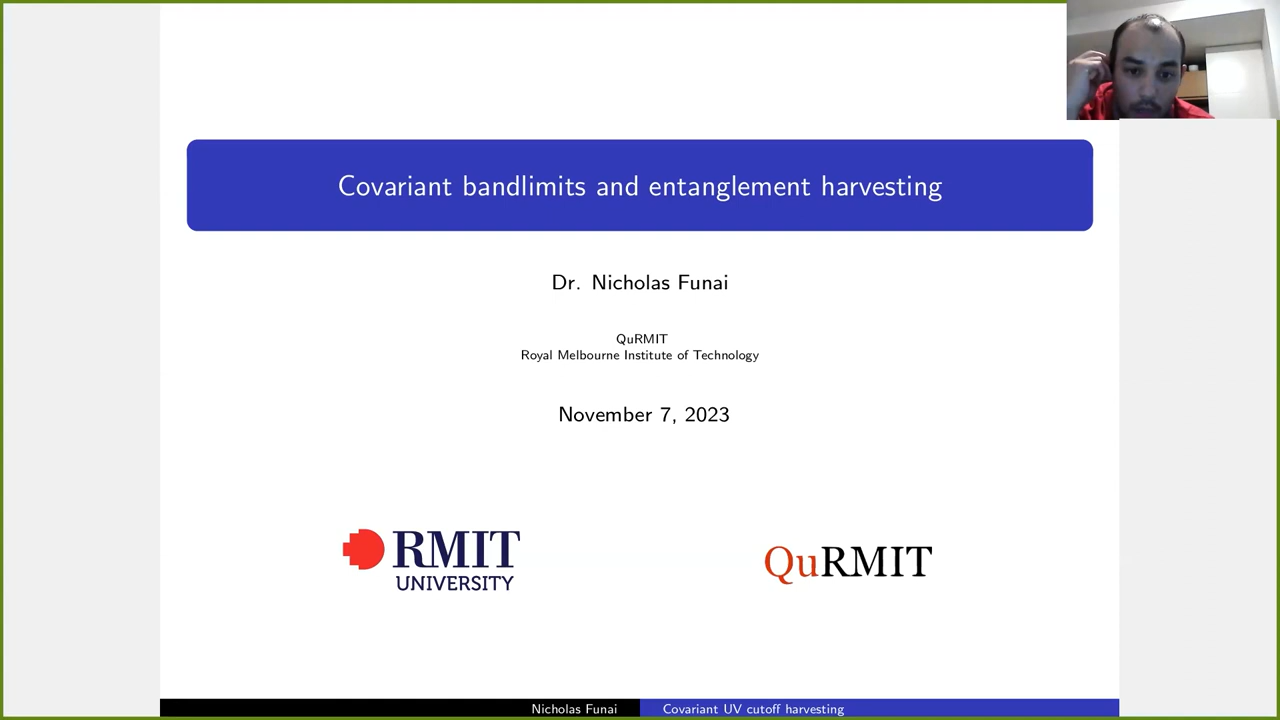 Covariant bandlimits and entanglement harvesting
Dr. Nicholas Funai
QuRMIT
Royal Melbourne Institute of Technology
November 7, 2023
RMIT
UNIVERSITY
QuRMIT
Nicholas Funai
Covariant UV cutoff harvesting